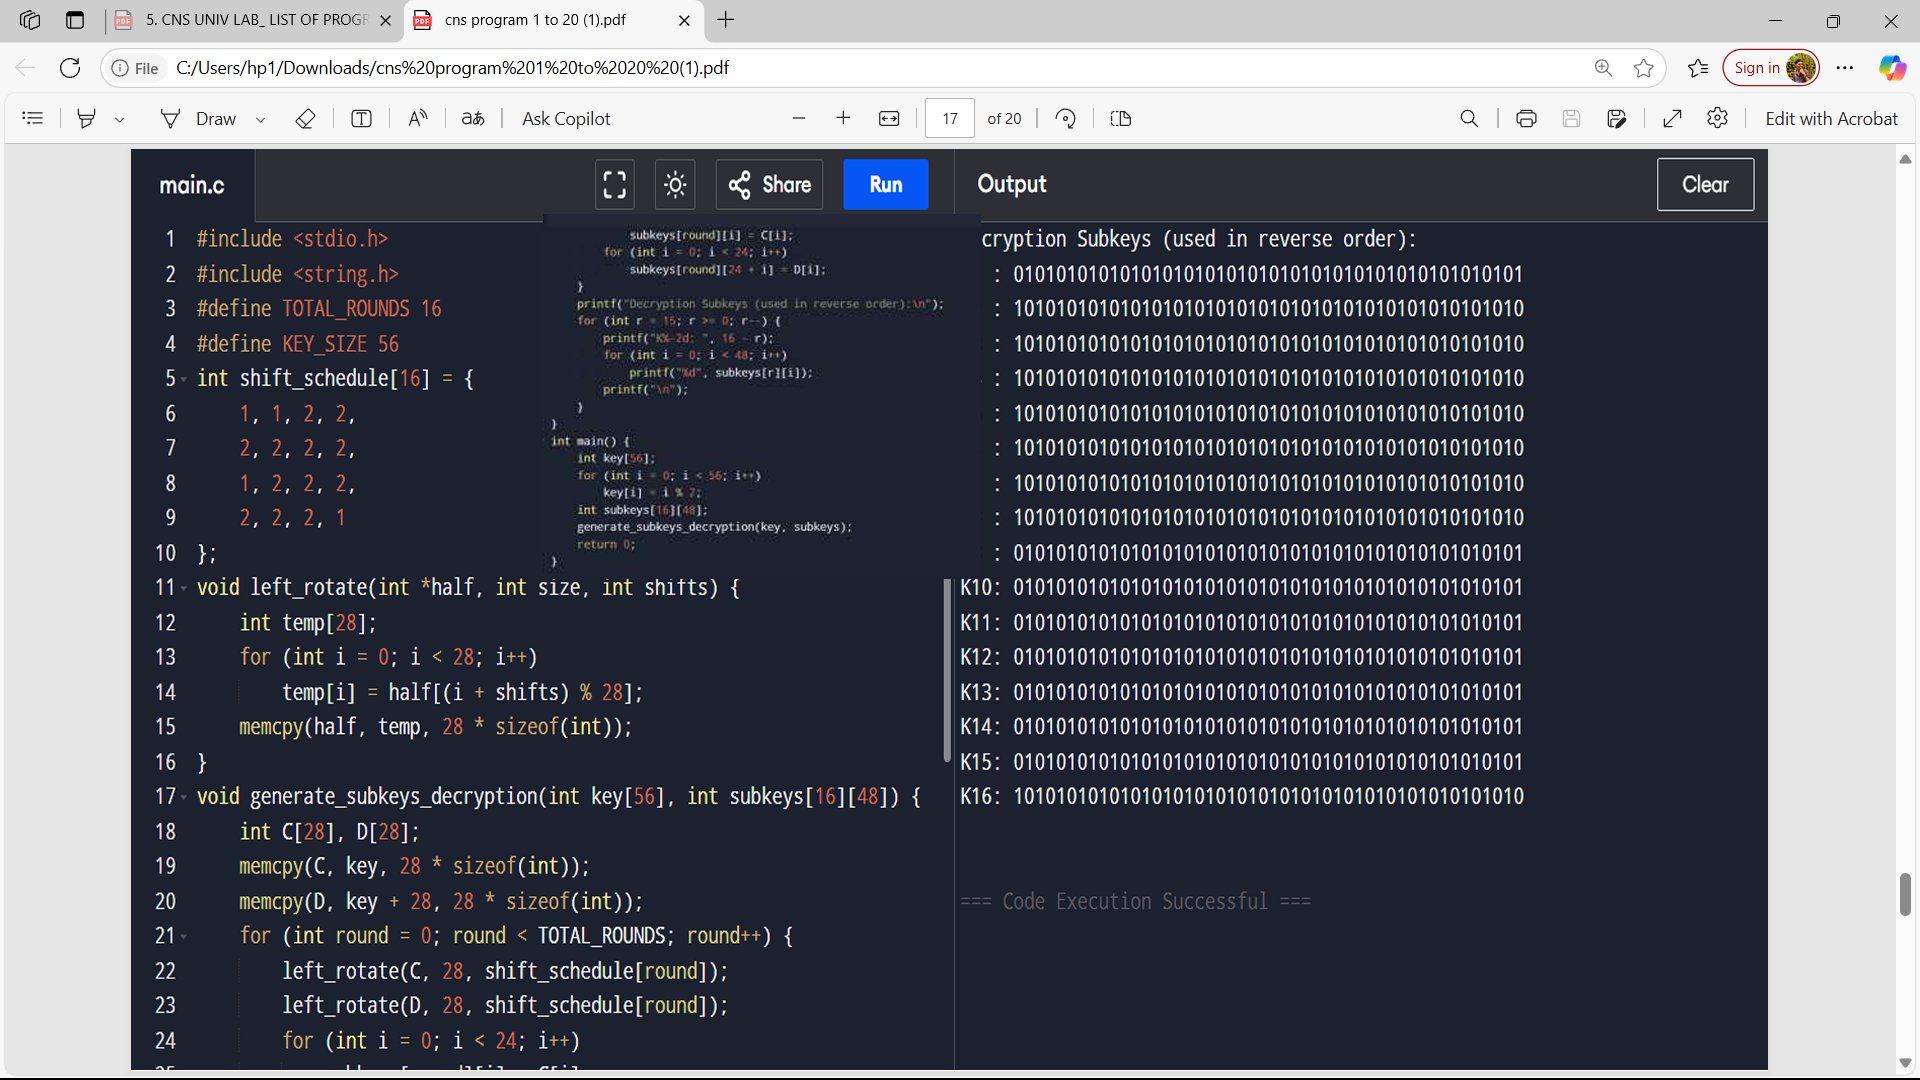 5. CNS UNIV LAB_ LIST OF PROGR
cns program 1 to 20 (1).pdf
File
C:/Users/hp1/Downloads/cns%20program%201%20to%2020%20(1).pdf
Sign in
Draw
Ask Copilot
17 of 20
Edit with Acrobat
main.c
Share
Run
1 #include <stdio.h>
2 #include <string.h>
3 #define TOTAL_ROUNDS 16
4 #define KEY_SIZE 56
5 int shift_schedule[16] = {
6 1, 1, 2, 2,
7 2, 2, 2, 2,
8 1, 2, 2, 2,
9 2, 2, 2, 1
10 };
11 void left_rotate(int *half, int size, int shifts) {
12 int temp[28];
13 for (int i = 0; i < 28; i++)
14 temp[i] = half[(i + shifts) % 28];
15 memcpy(half, temp, 28 * sizeof(int));
16 }
17 void generate_subkeys_decryption(int key[56], int subkeys[16][48]) {
18 int C[28], D[28];
19 memcpy(C, key, 28 * sizeof(int));
20 memcpy(D, key + 28, 28 * sizeof(int));
21 for (int round = 0; round < TOTAL_ROUNDS; round++) {
22 left_rotate(C, 28, shift_schedule[round]);
23 left_rotate(D, 28, shift_schedule[round]);
24 for (int i = 0; i < 24; i++)
subkeys[round][i] = C[i];
for (int i = 0; i < 24; i++)
subkeys[round][24 + i] = D[i];
}
printf("Decryption Subkeys (used in reverse order):\n");
for (int r = 15; r >= 0; r--) {
printf("K%-2d: ", 16 - r);
for (int i = 0; i < 48; i++)
printf("%d", subkeys[r][i]);
printf("\n");
}
}
int main() {
int key[56];
for (int i = 0; i < 56; i++)
key[i] = i % 2;
int subkeys[16][48];
generate_subkeys_decryption(key, subkeys);
return 0;
}
Output
Clear
cryption Subkeys (used in reverse order):
: 010101010101010101010101010101010101010101010101
: 101010101010101010101010101010101010101010101010
: 101010101010101010101010101010101010101010101010
: 101010101010101010101010101010101010101010101010
: 101010101010101010101010101010101010101010101010
: 101010101010101010101010101010101010101010101010
: 101010101010101010101010101010101010101010101010
: 101010101010101010101010101010101010101010101010
: 010101010101010101010101010101010101010101010101
K10: 010101010101010101010101010101010101010101010101
K11: 010101010101010101010101010101010101010101010101
K12: 010101010101010101010101010101010101010101010101
K13: 010101010101010101010101010101010101010101010101
K14: 010101010101010101010101010101010101010101010101
K15: 010101010101010101010101010101010101010101010101
K16: 101010101010101010101010101010101010101010101010
=== Code Execution Successful ===